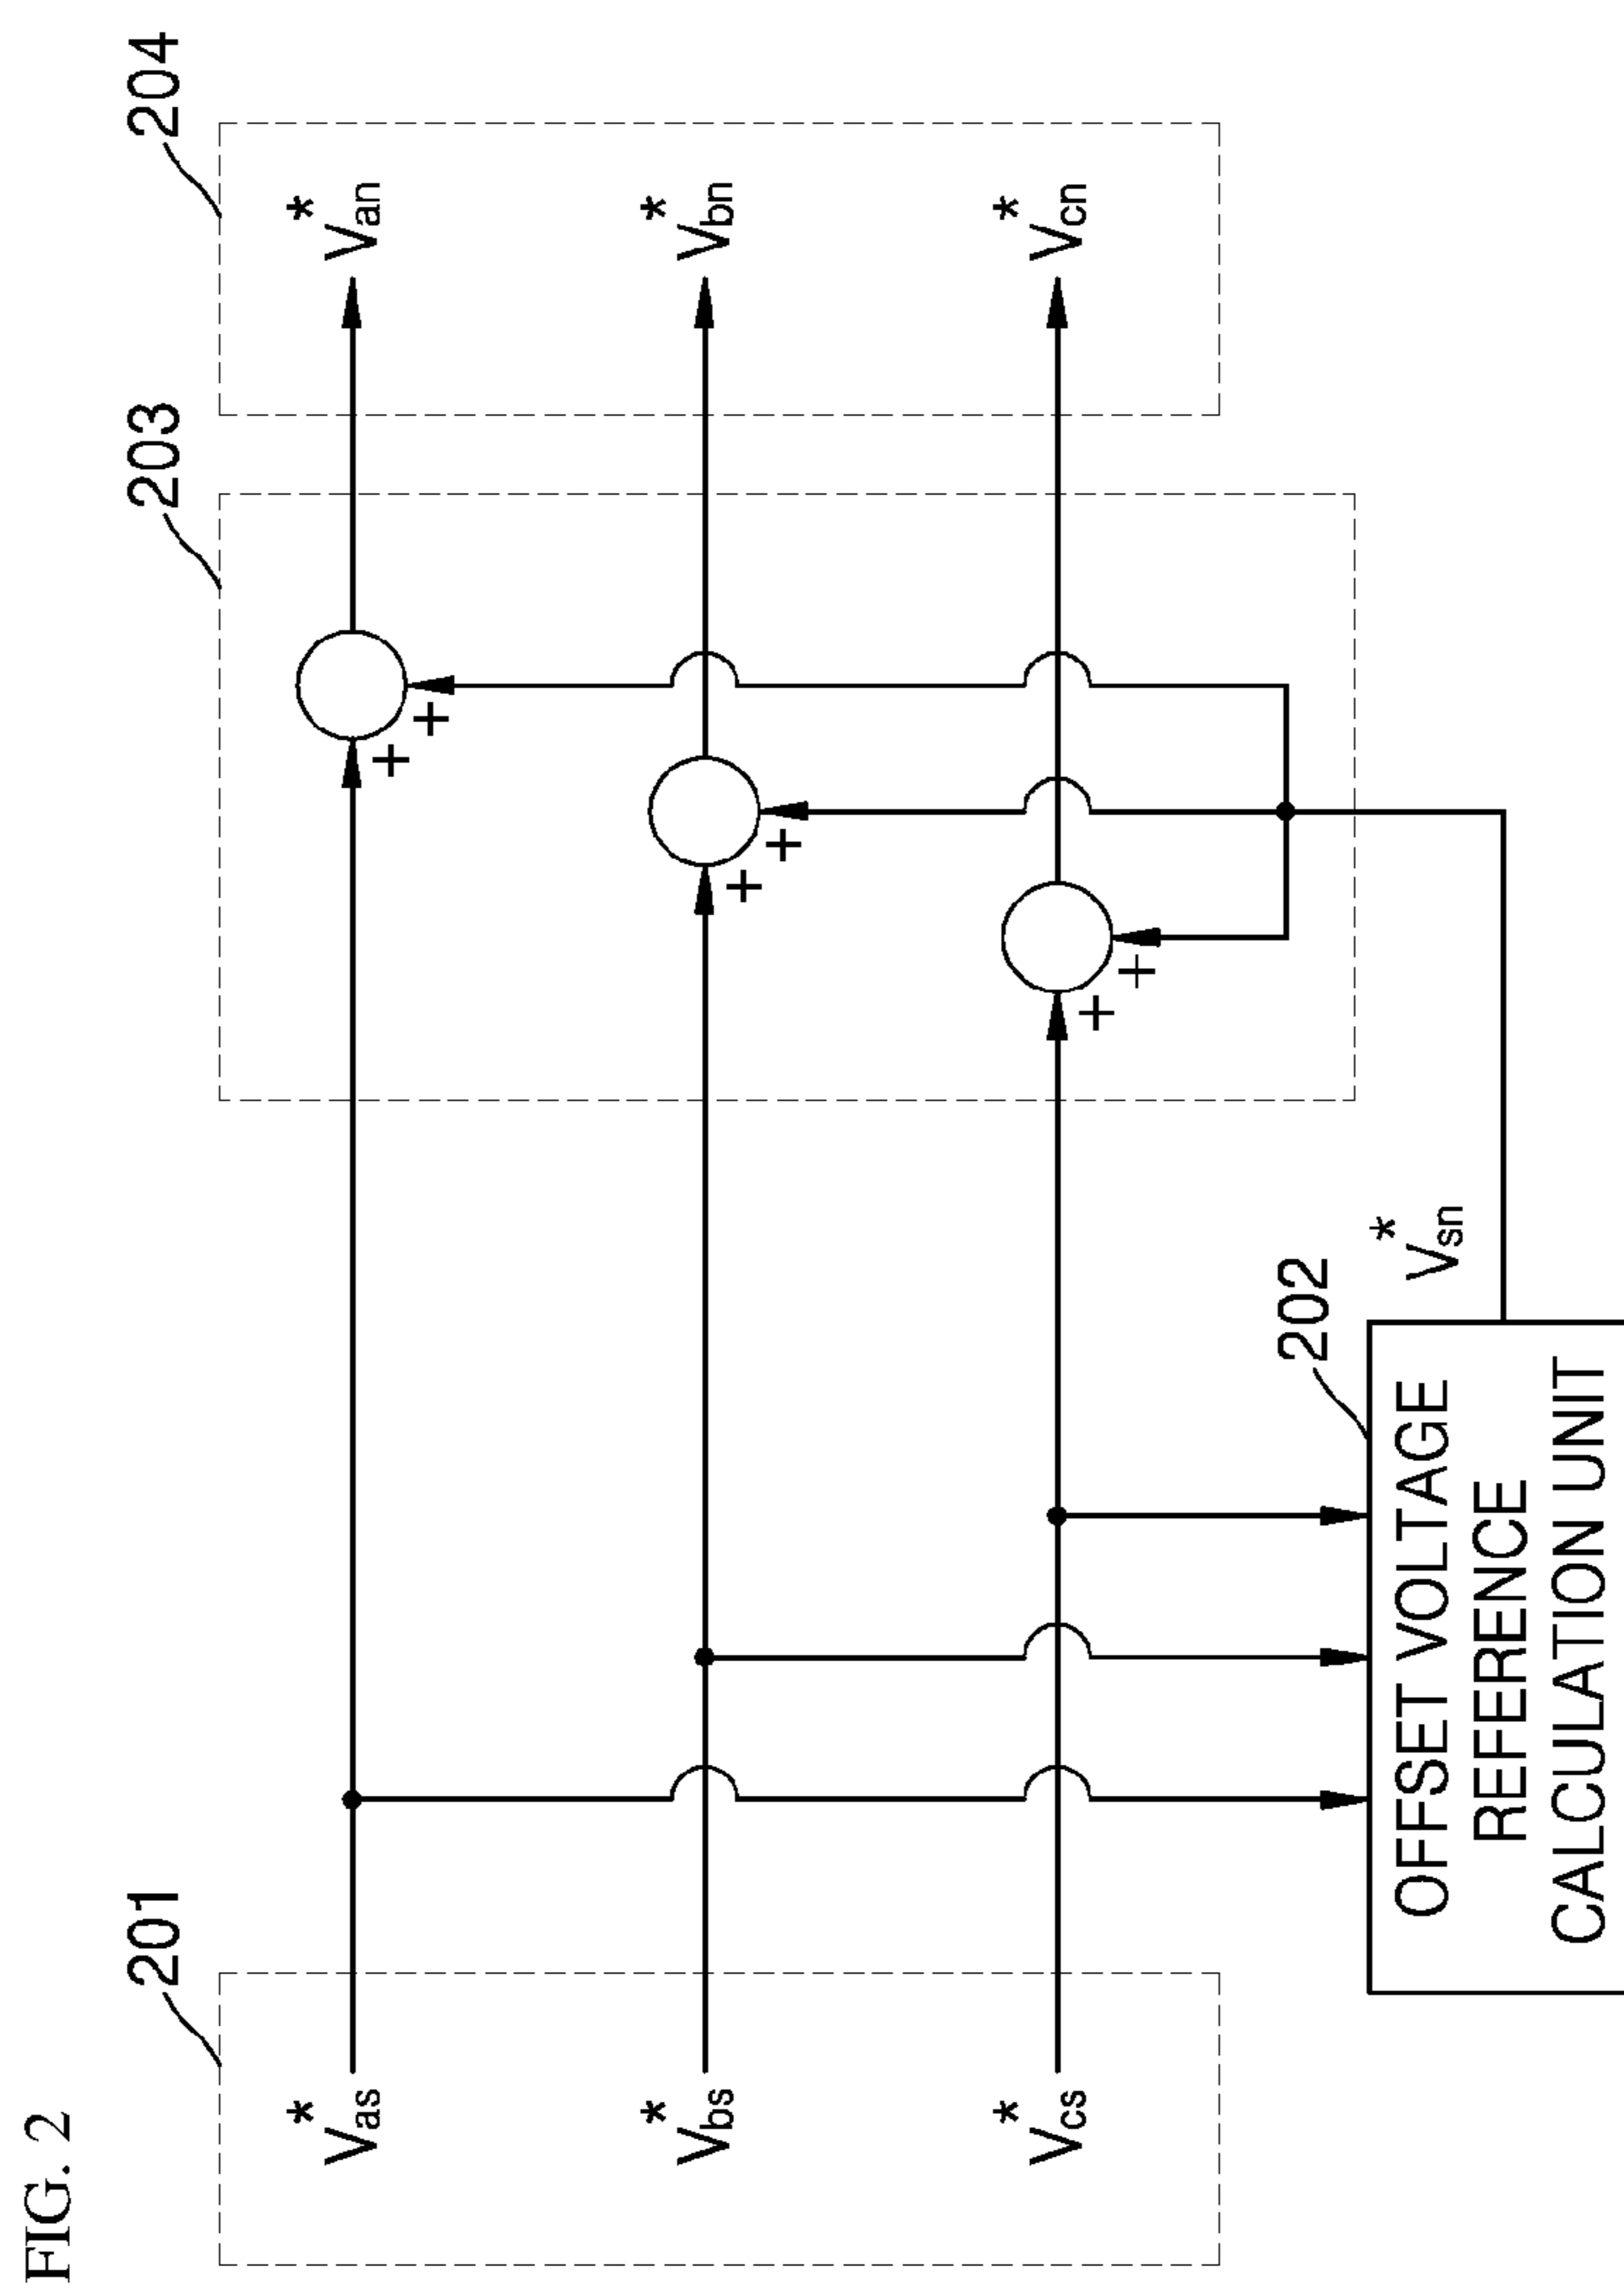 FIG. 2
201
203
204
V*as
V*an
+
+
V*bs
V*bn
+
+
V*cs
V*cn
+
+
202
V*sn
OFFSET VOLTAGE
REFERENCE
CALCULATION UNIT